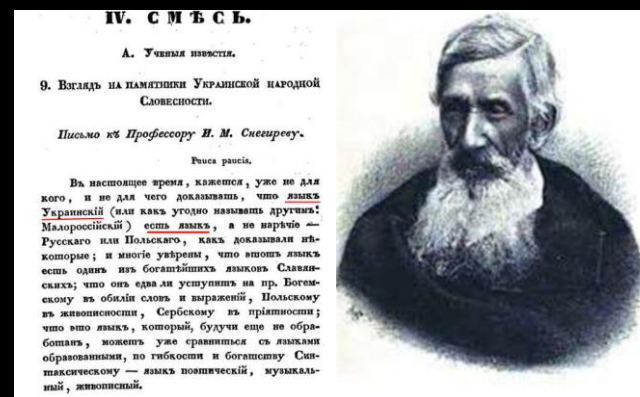 IV. СМѢСЬ.
А. Ученыя извѣстія.
9. Взглядъ на памятники Украинской народной
Словесности.
Письмо къ Профессору И. М. Снегиреву.
Pauca paucis.
Въ настоящее время, кажется, уже не для
кого, и не для чего доказывать, что языкъ
Украинскій (или какъ угодно называть другимъ:
Малороссійскій) есть языкъ, а не нарѣчіе —
Русскаго или Польскаго, какъ доказывали нѣ-
которые; и многіе увѣрены, что этотъ языкъ
есть одинъ изъ богатѣйшихъ языковъ Славян-
скихъ; что онъ едва ли уступитъ на пр. Богем-
скому въ обиліи словъ и выраженій, Польскому
въ живописности, Сербскому въ пріятности;
что это языкъ, который, будучи еще не обра-
ботанъ, можетъ уже сравниться съ языками
образованными, по гибкости и богатству Син-
таксическому — языкъ поэтическій, музыкаль-
ный, живописный.